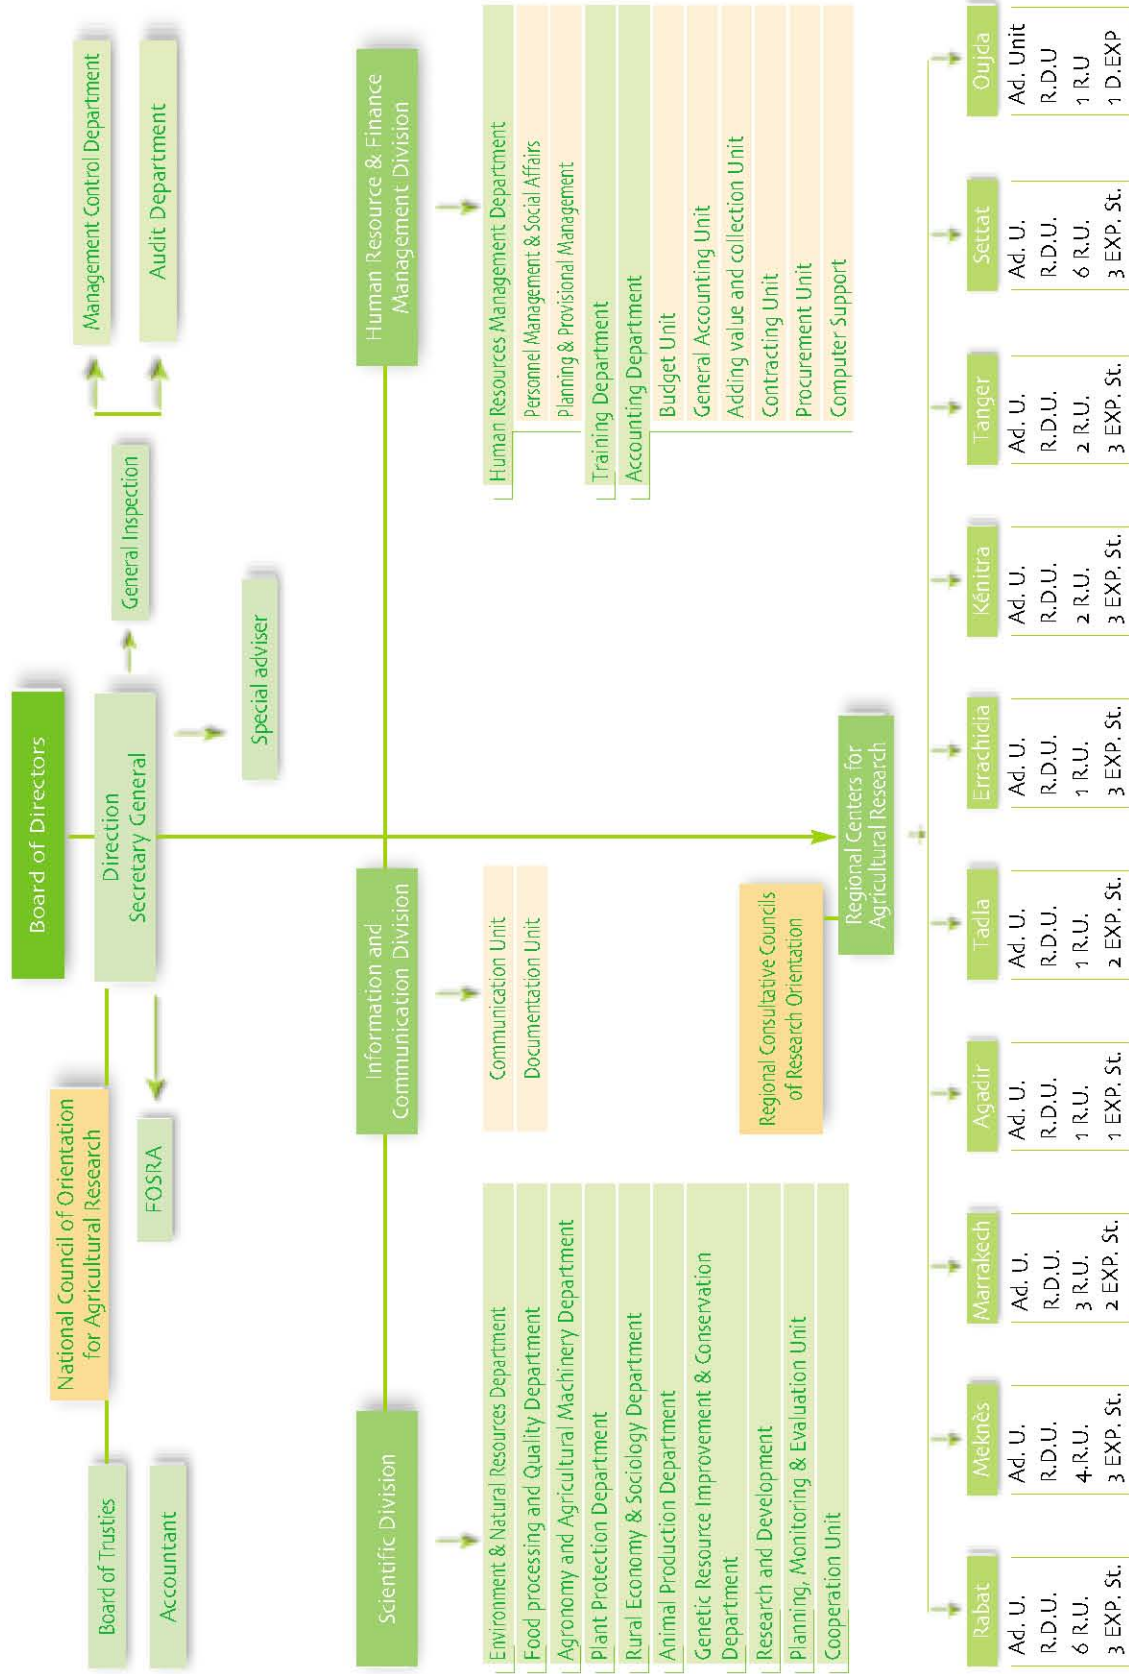 Board of Directors
Direction
Secretary General
National Council of Orientation
for Agricultural Research
Board of Trusties
Accountant
FOSRA
General Inspection
Special adviser
Management Control Department
Audit Department
Scientific Division
Environment & Natural Resources Department
Food processing and Quality Department
Agronomy and Agricultural Machinery Department
Plant Protection Department
Rural Economy & Sociology Department
Animal Production Department
Genetic Resource Improvement & Conservation
Department
Research and Development
Planning, Monitoring & Evaluation Unit
Cooperation Unit
Information and
Communication Division
Communication Unit
Documentation Unit
Human Resource & Finance
Management Division
Human Resources Management Department
Personnel Management & Social Affairs
Planning & Provisional Management
Training Department
Accounting Department
Budget Unit
General Accounting Unit
Adding value and collection Unit
Contracting Unit
Procurement Unit
Computer Support
Regional Consultative Councils
of Research Orientation
Regional Centers for
Agricultural Research
Rabat
Ad. U.
R.D.U.
6 R.U.
3 EXP. St.
Meknès
Ad. U.
R.D.U.
4.R.U.
3 EXP. St.
Marrakech
Ad. U.
R.D.U.
3 R.U.
2 EXP. St.
Agadir
Ad. U.
R.D.U.
1 R.U.
1 EXP. St.
Tadla
Ad. U.
R.D.U.
1 R.U.
2 EXP. St.
Errachidia
Ad. U.
R.D.U.
1 R.U.
3 EXP. St.
Kénitra
Ad. U.
R.D.U.
2 R.U.
3 EXP. St.
Tanger
Ad. U.
R.D.U.
2 R.U.
3 EXP. St.
Settat
Ad. U.
R.D.U.
6 R.U.
3 EXP. St.
Oujda
Ad. Unit
R.D.U
1 R.U
1 D.EXP